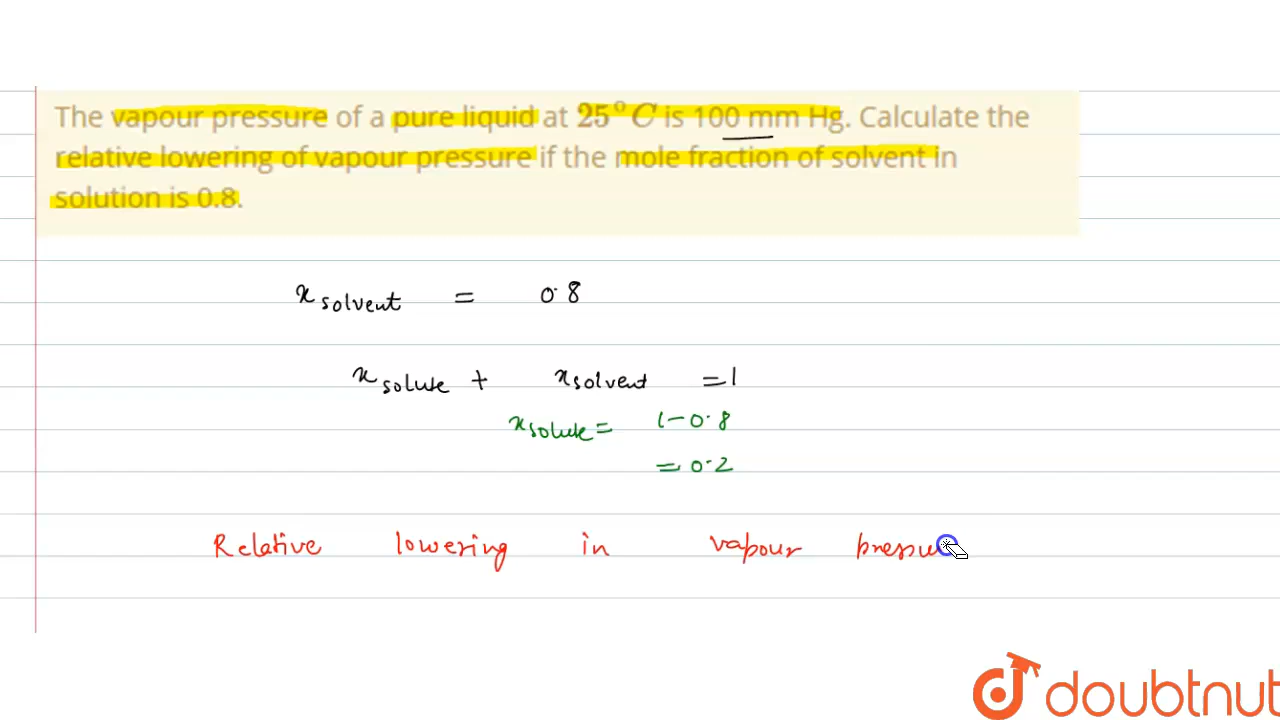 The vapour pressure of a pure liquid at 25° C is 100 mm Hg. Calculate the
relative lowering of vapour pressure if the mole fraction of solvent in
solution is 0.8.
x solvent = 0.8
x solute + x solvent = 1
x solute = 1 - 0.8
= 0.2
Relative lowering in vapour pressu
doubtnut